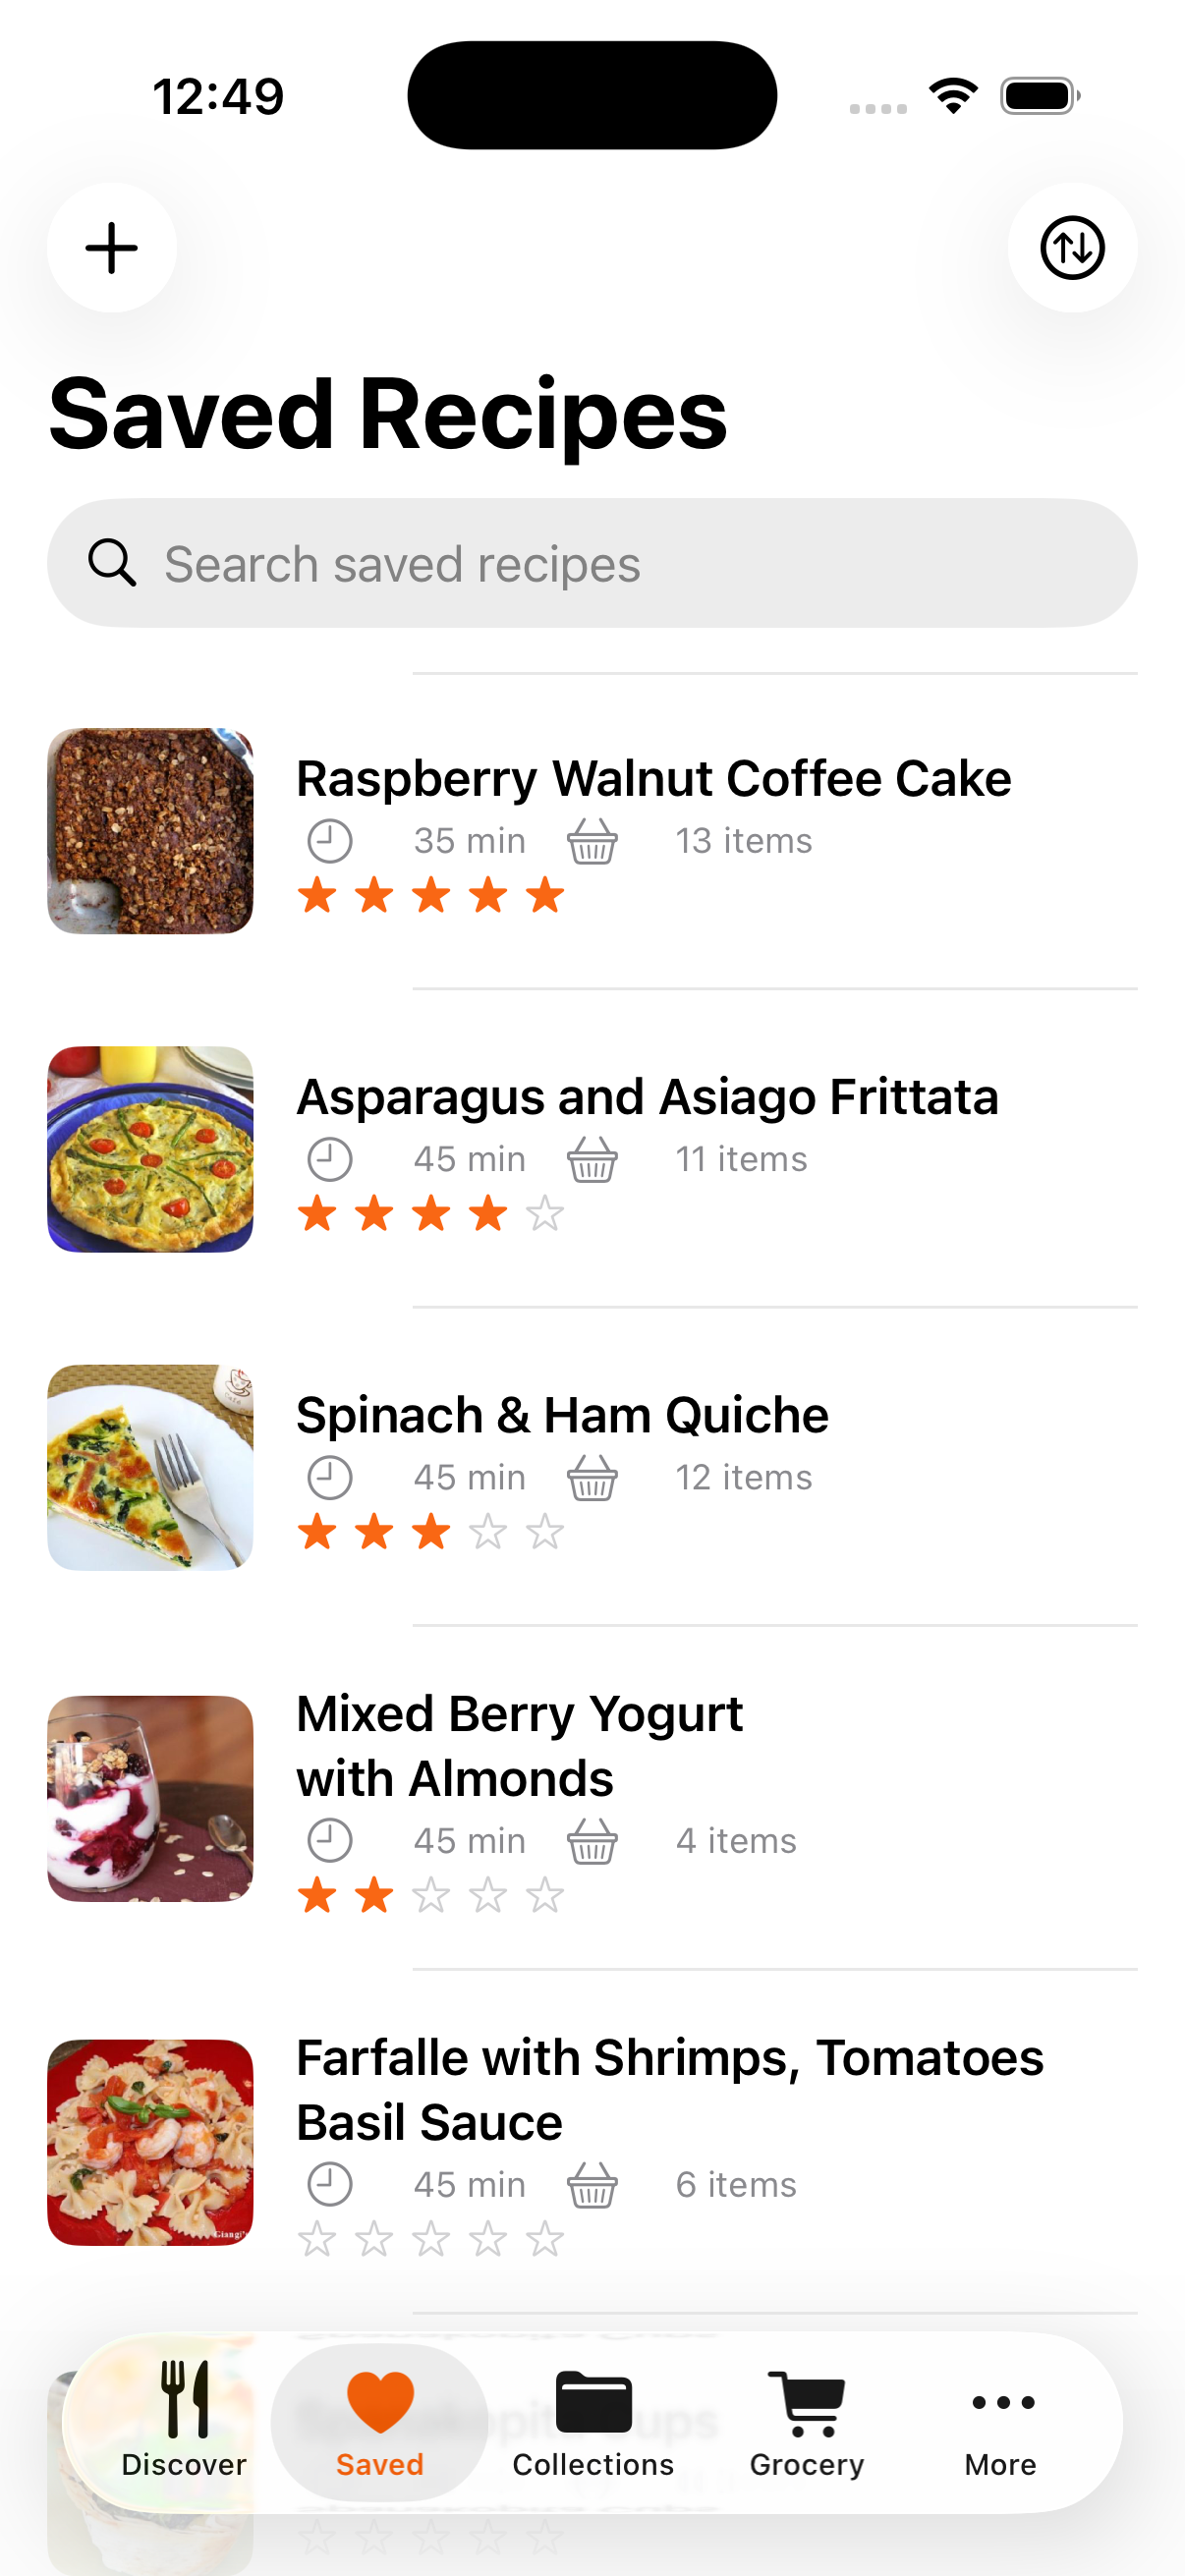 12:49
Saved Recipes
Search saved recipes
Raspberry Walnut Coffee Cake
35 min 13 items
Asparagus and Asiago Frittata
45 min 11 items
Spinach & Ham Quiche
45 min 12 items
Mixed Berry Yogurt
with Almonds
45 min 4 items
Farfalle with Shrimps, Tomatoes
Basil Sauce
45 min 6 items
Discover Saved Collections Grocery More